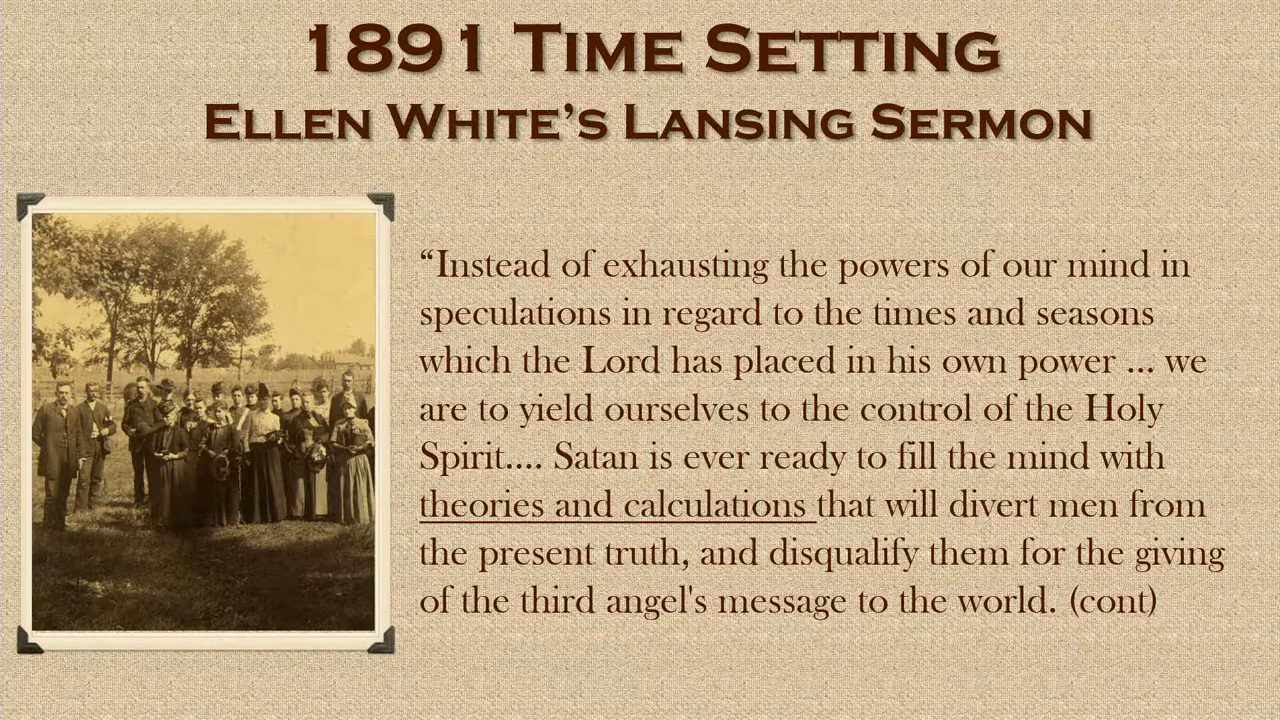 1891 Time Setting
Ellen White’s Lansing Sermon
“Instead of exhausting the powers of our mind in
speculations in regard to the times and seasons
which the Lord has placed in his own power ... we
are to yield ourselves to the control of the Holy
Spirit.... Satan is ever ready to fill the mind with
theories and calculations that will divert men from
the present truth, and disqualify them for the giving
of the third angel's message to the world. (cont)